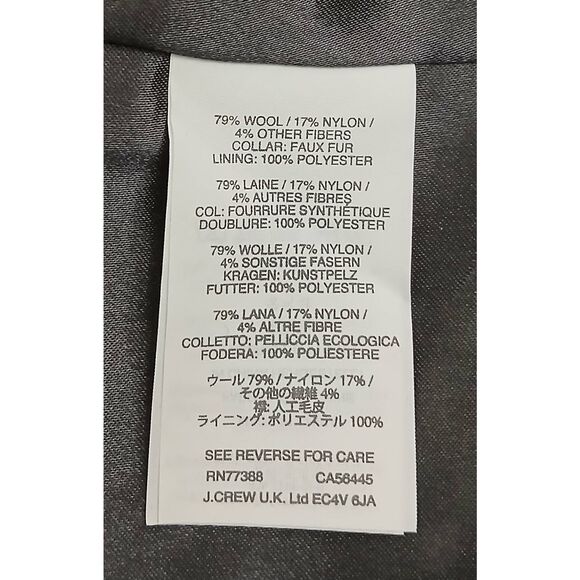 79% WOOL / 17% NYLON /
4% OTHER FIBERS
COLLAR: FAUX FUR
LINING: 100% POLYESTER
79% LAINE / 17% NYLON /
4% AUTRES FIBRES
COL: FOURRURE SYNTHÉTIQUE
DOUBLURE: 100% POLYESTER
79% WOLLE / 17% NYLON /
4% SONSTIGE FASERN
KRAGEN: KUNSTPELZ
FUTTER: 100% POLYESTER
79% LANA / 17% NYLON /
4% ALTRE FIBRE
COLLETTO: PELLICCIA ECOLOGICA
FODERA: 100% POLIESTERE
ウール 79% / ナイロン 17% /
その他の繊維 4%
襟: 人工毛皮
ライニング: ポリエステル 100%
SEE REVERSE FOR CARE
RN77388 CA56445
J.CREW U.K. Ltd EC4V 6JA